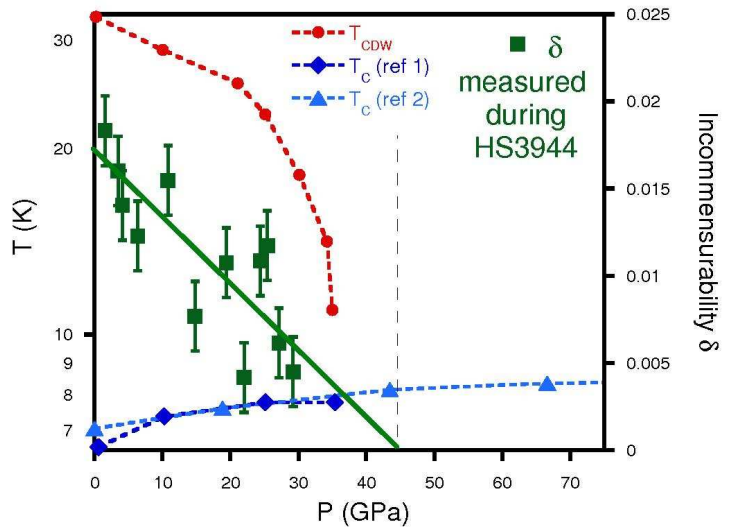 30
20
10
9
8
7
T (K)
T_CDW
T_C (ref 1)
T_C (ref 2)
δ
measured
during
HS3944
0.025
0.02
0.015
0.01
0.005
0
Incommensurability δ
0 10 20 30 40 50 60 70
P (GPa)